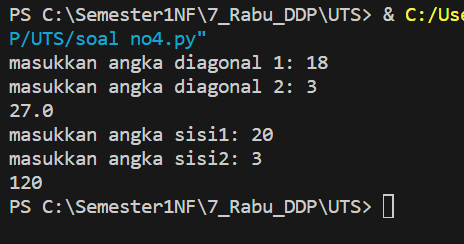 PS C:\Semester1NF\7_Rabu_DDP\UTS> & C:/Use
P/UTS/soal no4.py"
masukkan angka diagonal 1: 18
masukkan angka diagonal 2: 3
27.0
masukkan angka sisi1: 20
masukkan angka sisi2: 3
120
PS C:\Semester1NF\7_Rabu_DDP\UTS>